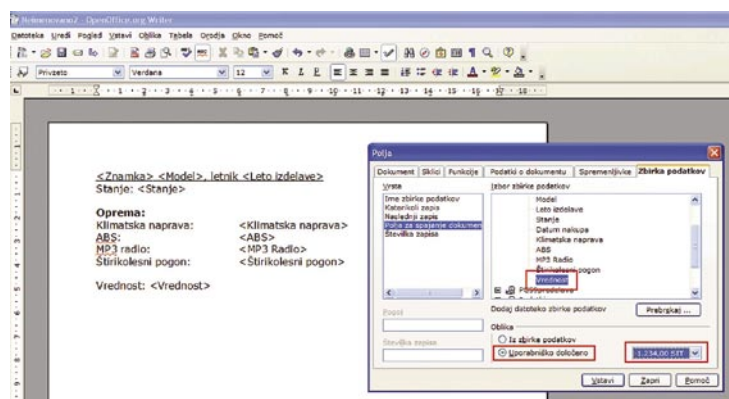 Neimenovano2 - OpenOffice.org Writer
Datoteka Uredi Pogled Vstavi Oblika Tabela Orodja Okno Pomoč
Privzeto Verdana 12 K L P
<Znamka> <Model>, letnik <Leto izdelave>
Stanje: <Stanje>
Oprema:
Klimatska naprava: <Klimatska naprava>
ABS: <ABS>
MP3 radio: <MP3 Radio>
Štirikolesni pogon: <Štirikolesni pogon>
Vrednost: <Vrednost>
Polja
Dokument Sklici Funkcije Podatki o dokumentu Spremenljivke Zbirka podatkov
Vrsta
Ime zbirke podatkov
Katerikoli zapis
Naslednji zapis
Polja za spajanje dokumen
Številka zapisa
Izbor zbirke podatkov
Model
Leto izdelave
Stanje
Datum nakupa
Klimatska naprava
ABS
MP3 Radio
Štirikolesni pogon
Vrednost
Pogoj
Številka zapisa
Dodaj datoteko zbirke podatkov Prebrskaj ...
Oblika
Iz zbirke podatkov
Uporabniško določeno -1.234,00 SIT
Vstavi Zapri Pomoč